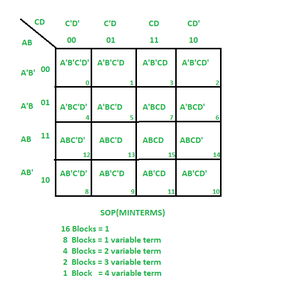 CD C'D' C'D CD CD'
AB 00 01 11 10
A'B' 00 A'B'C'D' A'B'C'D A'B'CD A'B'CD'
0 1 3 2
A'B 01 A'BC'D' A'BC'D A'BCD A'BCD'
4 5 7 6
AB 11 ABC'D' ABC'D ABCD ABCD'
12 13 15 14
AB' 10 AB'C'D' AB'C'D AB'CD AB'CD'
8 9 11 10
SOP(MINTERMS)
16 Blocks = 1
8 Blocks = 1 variable term
4 Blocks = 2 variable term
2 Blocks = 3 variable term
1 Block = 4 variable term